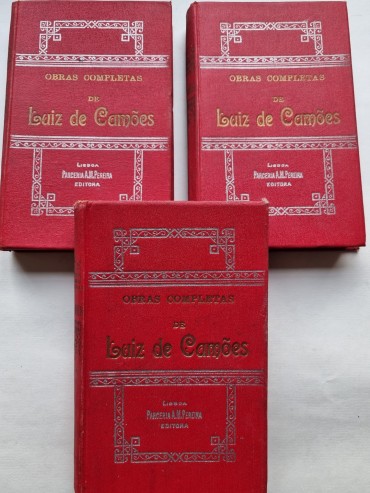 OBRAS COMPLETAS
DE
Luiz de Camões
LISBOA
PARCERIA A.M. PEREIRA
EDITORA
OBRAS COMPLETAS
DE
Luiz de Camões
LISBOA
PARCERIA A.M. PEREIRA
EDITORA
OBRAS COMPLETAS
DE
Luiz de Camões
LISBOA
PARCERIA A.M. PEREIRA
EDITORA